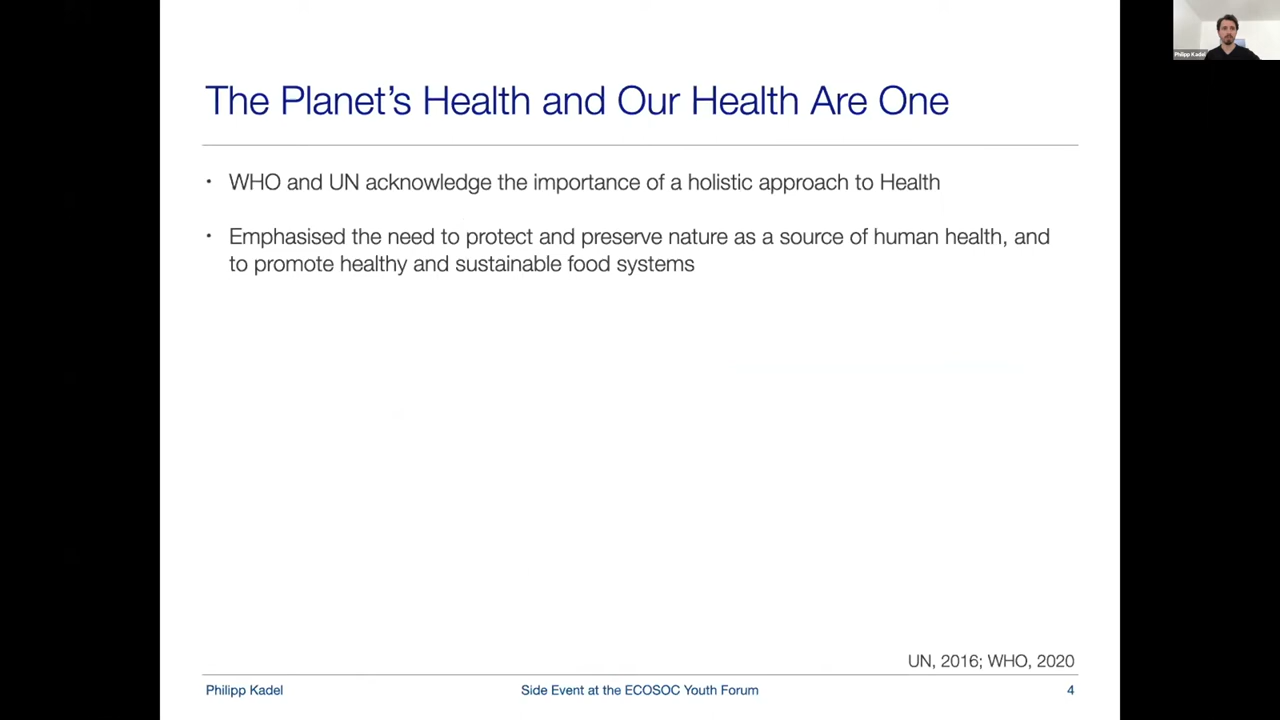 The Planet's Health and Our Health Are One
• WHO and UN acknowledge the importance of a holistic approach to Health
• Emphasised the need to protect and preserve nature as a source of human health, and
to promote healthy and sustainable food systems
UN, 2016; WHO, 2020
Philipp Kadel
Side Event at the ECOSOC Youth Forum
4
Philipp Kadel